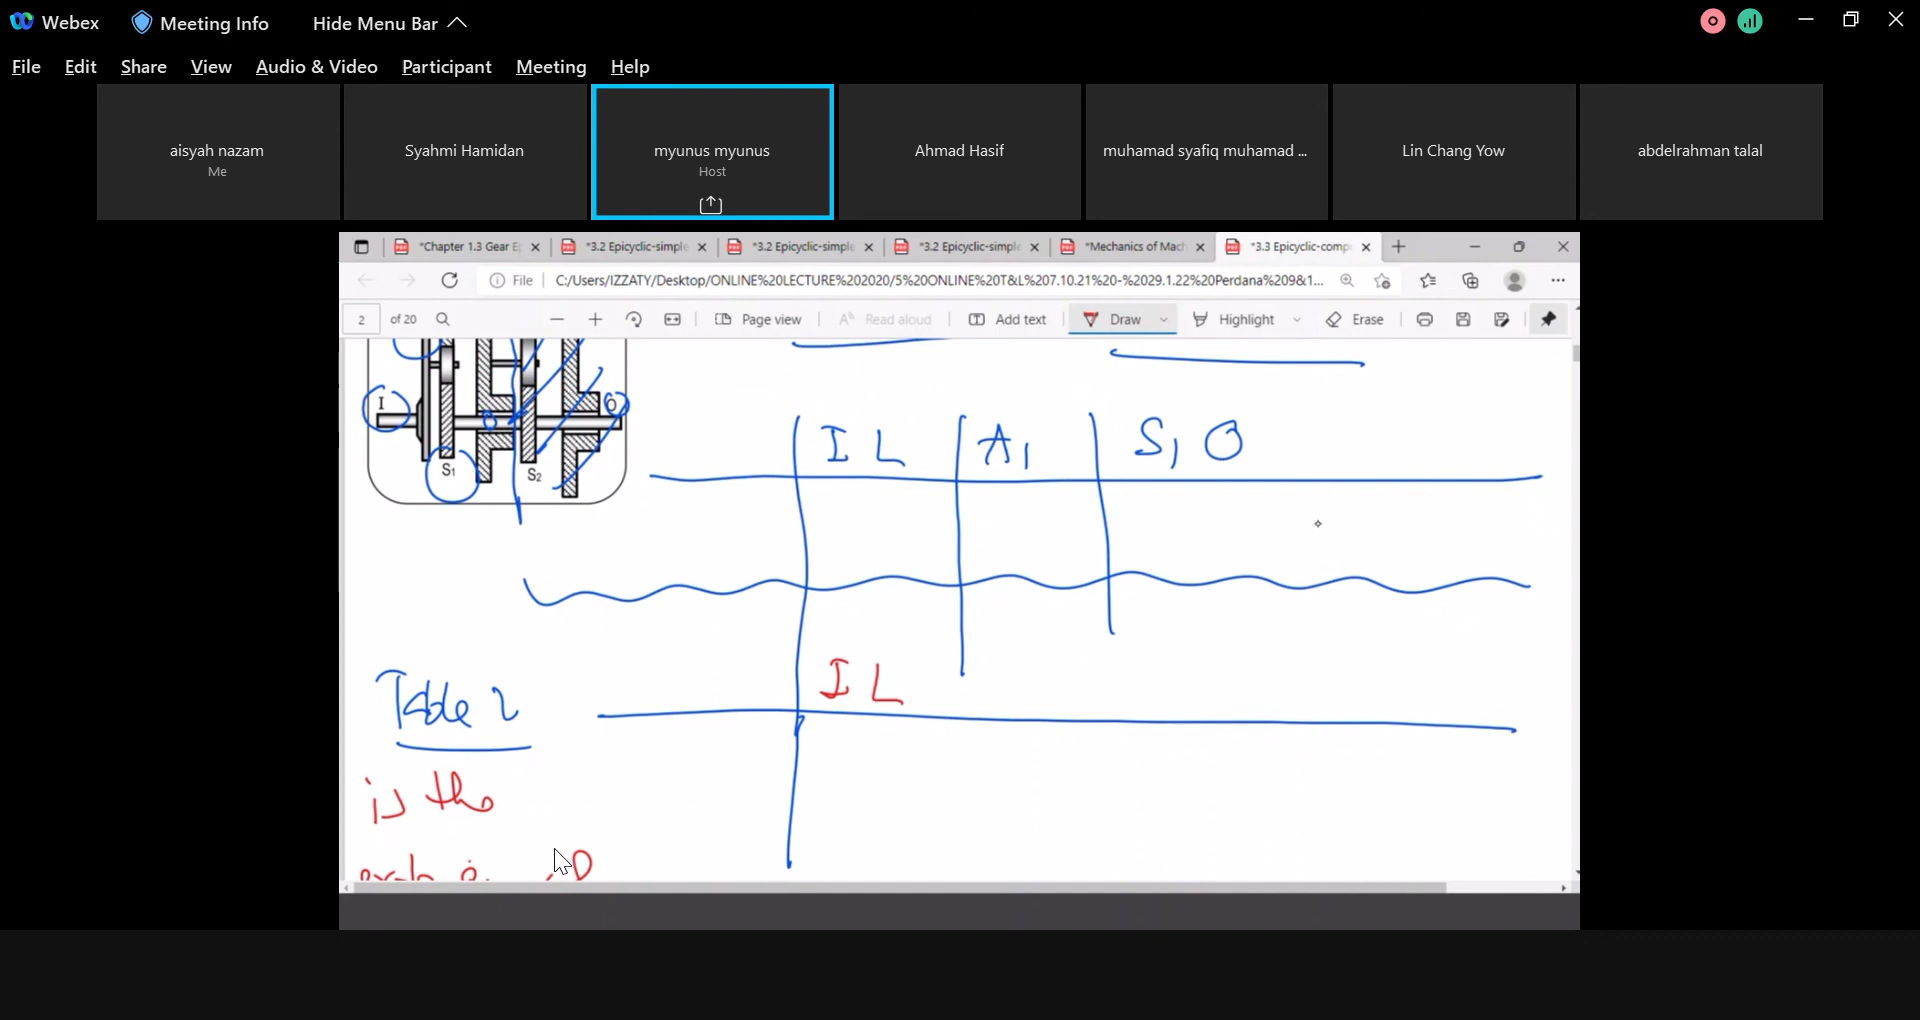 Webex Meeting Info Hide Menu Bar
File Edit Share View Audio & Video Participant Meeting Help
aisyah nazam
Me
Syahmi Hamidan
myunus myunus
Host
Ahmad Hasif
muhamad syafiq muhamad ...
Lin Chang Yow
abdelrahman talal
*Chapter 1.3 Gear E *3.2 Epicyclic-simple *3.2 Epicyclic-simple *3.2 Epicyclic-simple *Mechanics of Mach *3.3 Epicyclic-comp
File C:/Users/IZZATY/Desktop/ONLINE%20LECTURE%202020/5%20ONLINE%20T&L%207.10.21%20-%2029.1.22%20Perdana%209&1...
2 of 20 Page view Read aloud Add text Draw Highlight Erase
I O
S1 S2
I L A1 S1 O
I L
Table 2
is the